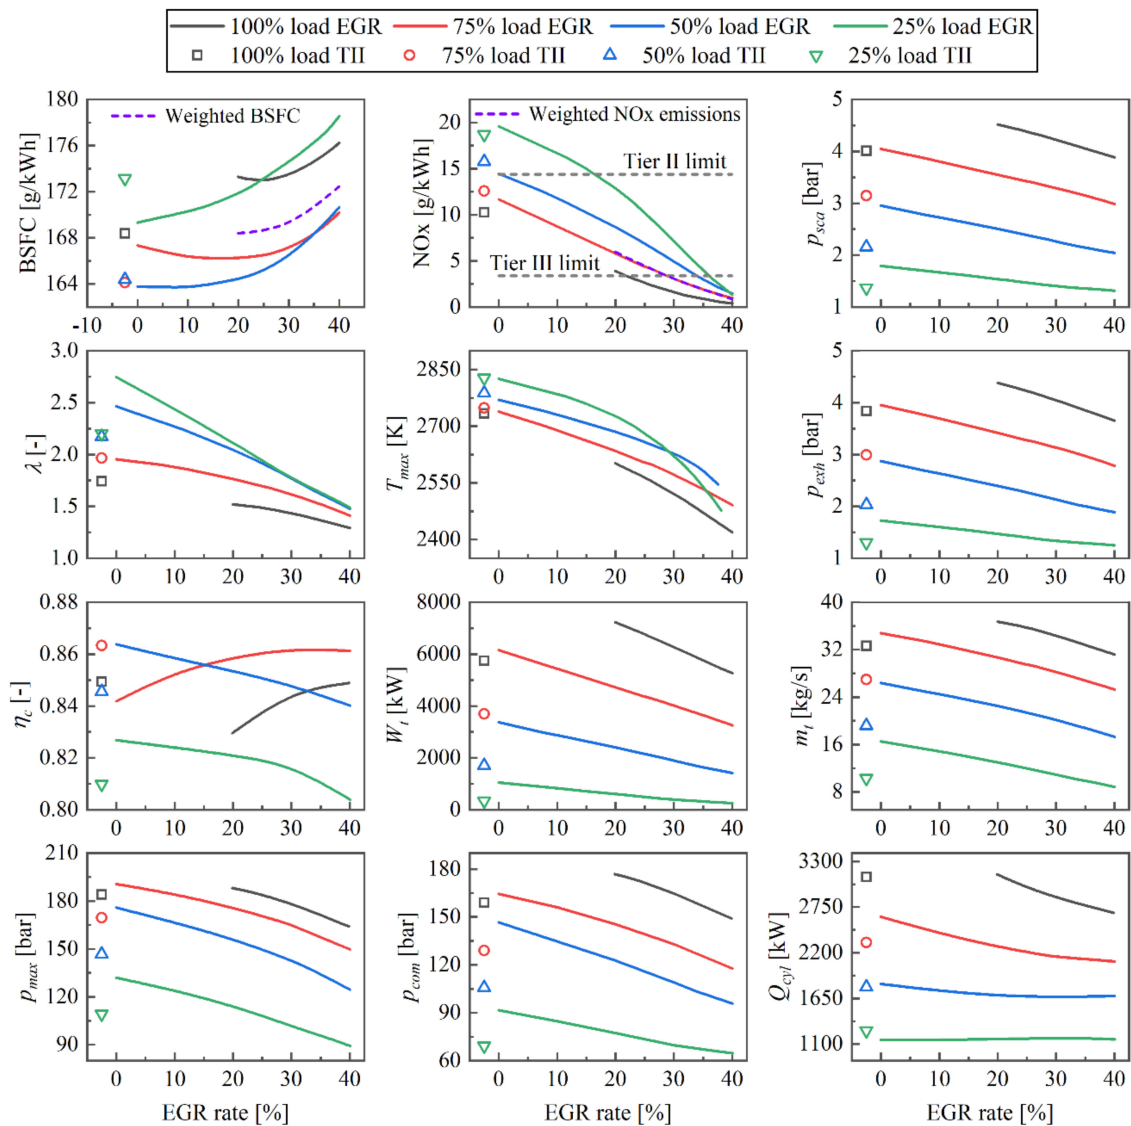 100% load EGR 75% load EGR 50% load EGR 25% load EGR
100% load TII 75% load TII 50% load TII 25% load TII
BSFC [g/kWh]
180
176
172
168
164
-10 0 10 20 30 40
Weighted BSFC
NOx [g/kWh]
20
15
10
5
0
0 10 20 30 40
Weighted NOx emissions
Tier II limit
Tier III limit
p_sca [bar]
5
4
3
2
1
0 10 20 30 40
λ [-]
3.0
2.5
2.0
1.5
1.0
0 10 20 30 40
T_max [K]
2850
2700
2550
2400
0 10 20 30 40
p_exh [bar]
5
4
3
2
1
0 10 20 30 40
η_c [-]
0.88
0.86
0.84
0.82
0.80
0 10 20 30 40
W_t [kW]
8000
6000
4000
2000
0
0 10 20 30 40
m_t [kg/s]
40
32
24
16
8
0 10 20 30 40
p_max [bar]
210
180
150
120
90
0 10 20 30 40
EGR rate [%]
p_com [bar]
180
150
120
90
60
0 10 20 30 40
EGR rate [%]
Q_cyl [kW]
3300
2750
2200
1650
1100
0 10 20 30 40
EGR rate [%]